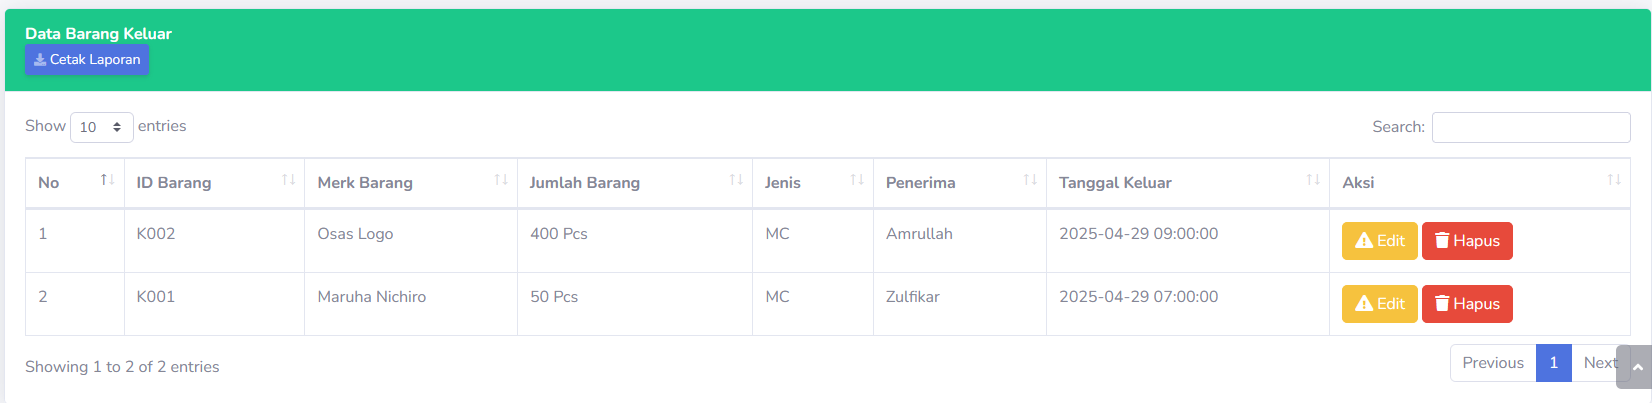 Data Barang Keluar
Cetak Laporan
Show 10 entries Search:
No ID Barang Merk Barang Jumlah Barang Jenis Penerima Tanggal Keluar Aksi
1 K002 Osas Logo 400 Pcs MC Amrullah 2025-04-29 09:00:00 Edit Hapus
2 K001 Maruha Nichiro 50 Pcs MC Zulfikar 2025-04-29 07:00:00 Edit Hapus
Showing 1 to 2 of 2 entries Previous 1 Next